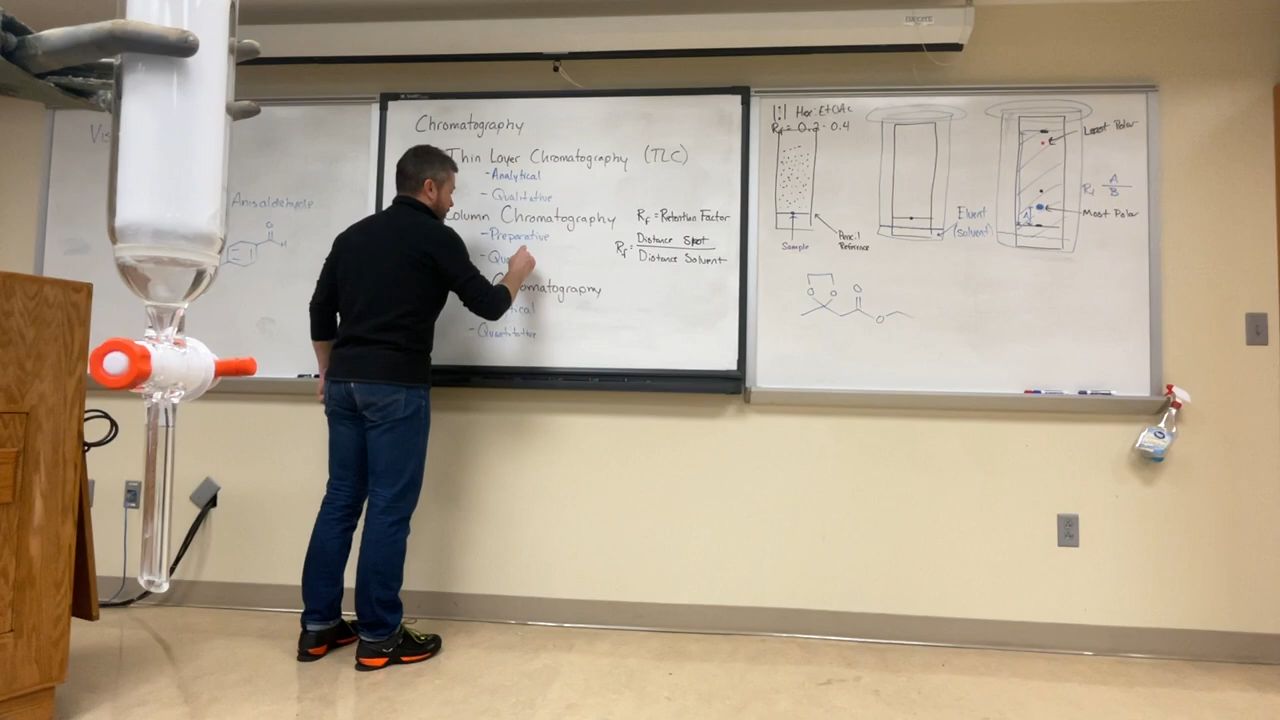 Anisaldehyde
O
H
Chromatography
Thin Layer Chromatography (TLC)
-Analytical
-Qualitative
Column Chromatography
-Preparative
-Quantitative
Rf = Retention Factor
Rf = Distance Spot
Distance Solvent
1:1 Hex:EtOAc
Rf = 0.2-0.4
Sample
Pencil
Reference
Eluent
(solvent)
Least Polar
Rf A
B
Most Polar
O O O
O